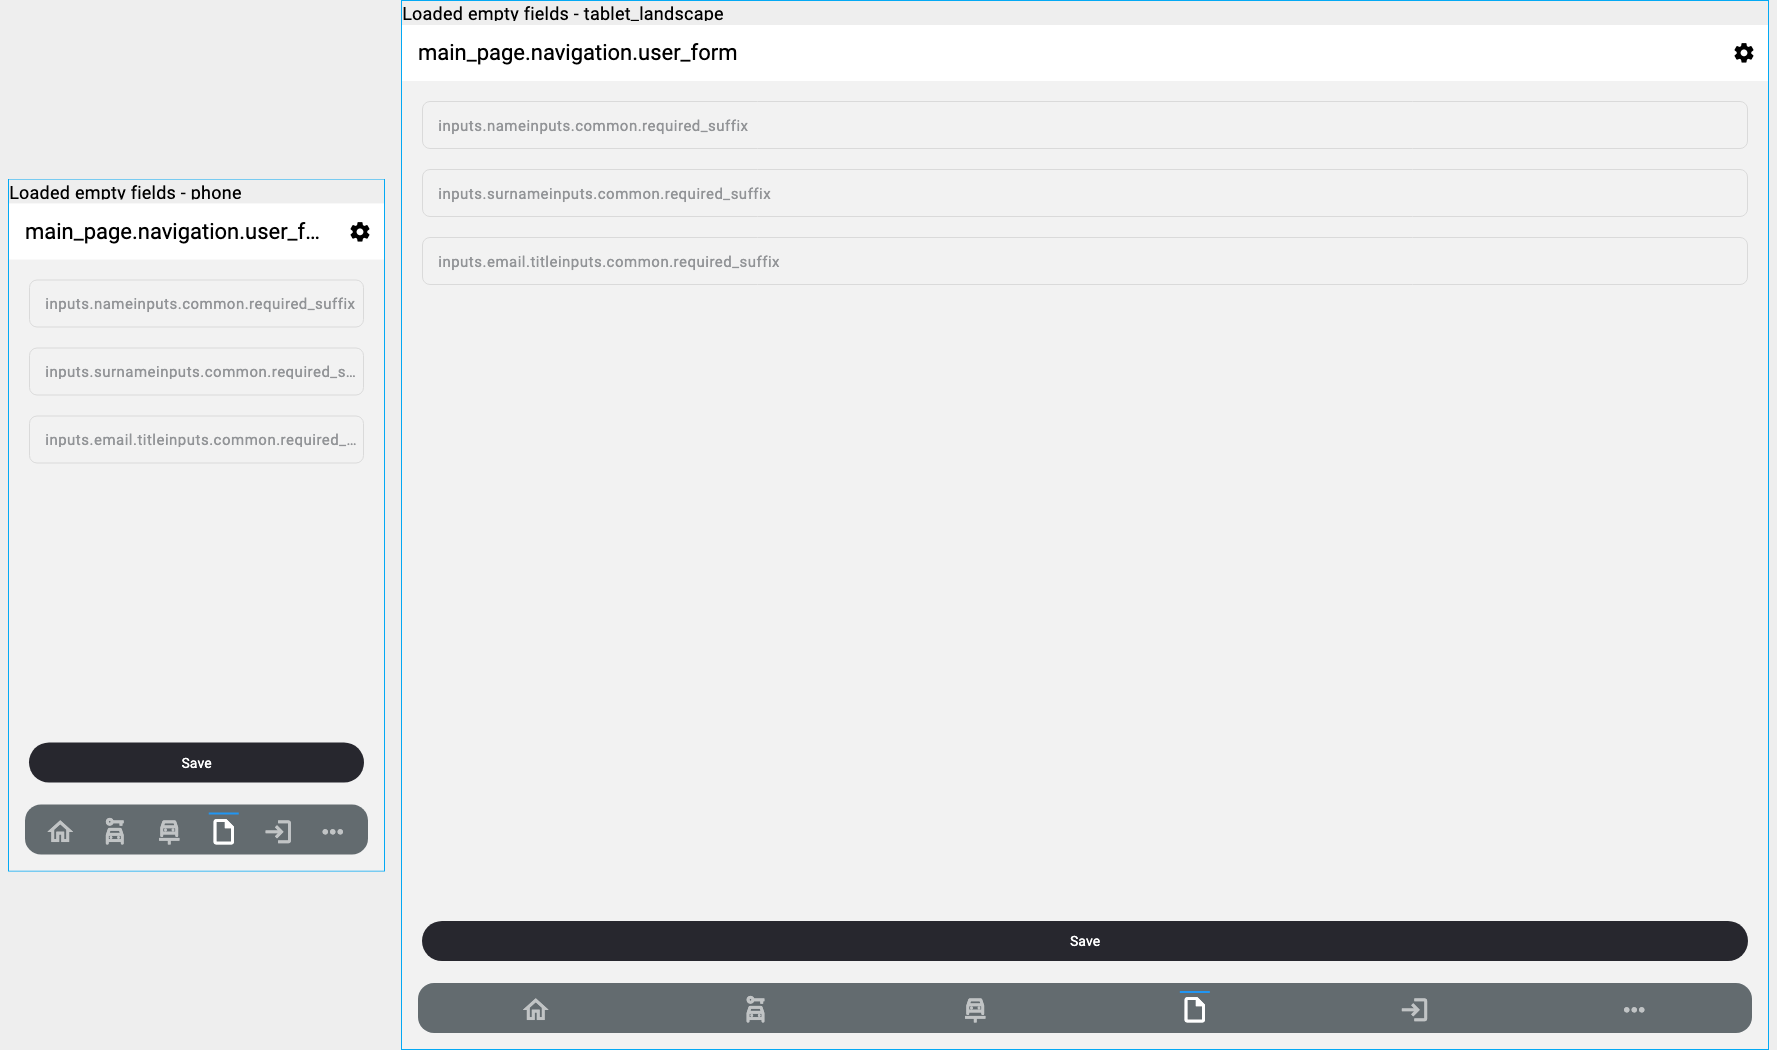 Loaded empty fields - phone
main_page.navigation.user_f...
inputs.nameinputs.common.required_suffix
inputs.surnameinputs.common.required_s...
inputs.email.titleinputs.common.required_...
Save
Loaded empty fields - tablet_landscape
main_page.navigation.user_form
inputs.nameinputs.common.required_suffix
inputs.surnameinputs.common.required_suffix
inputs.email.titleinputs.common.required_suffix
Save